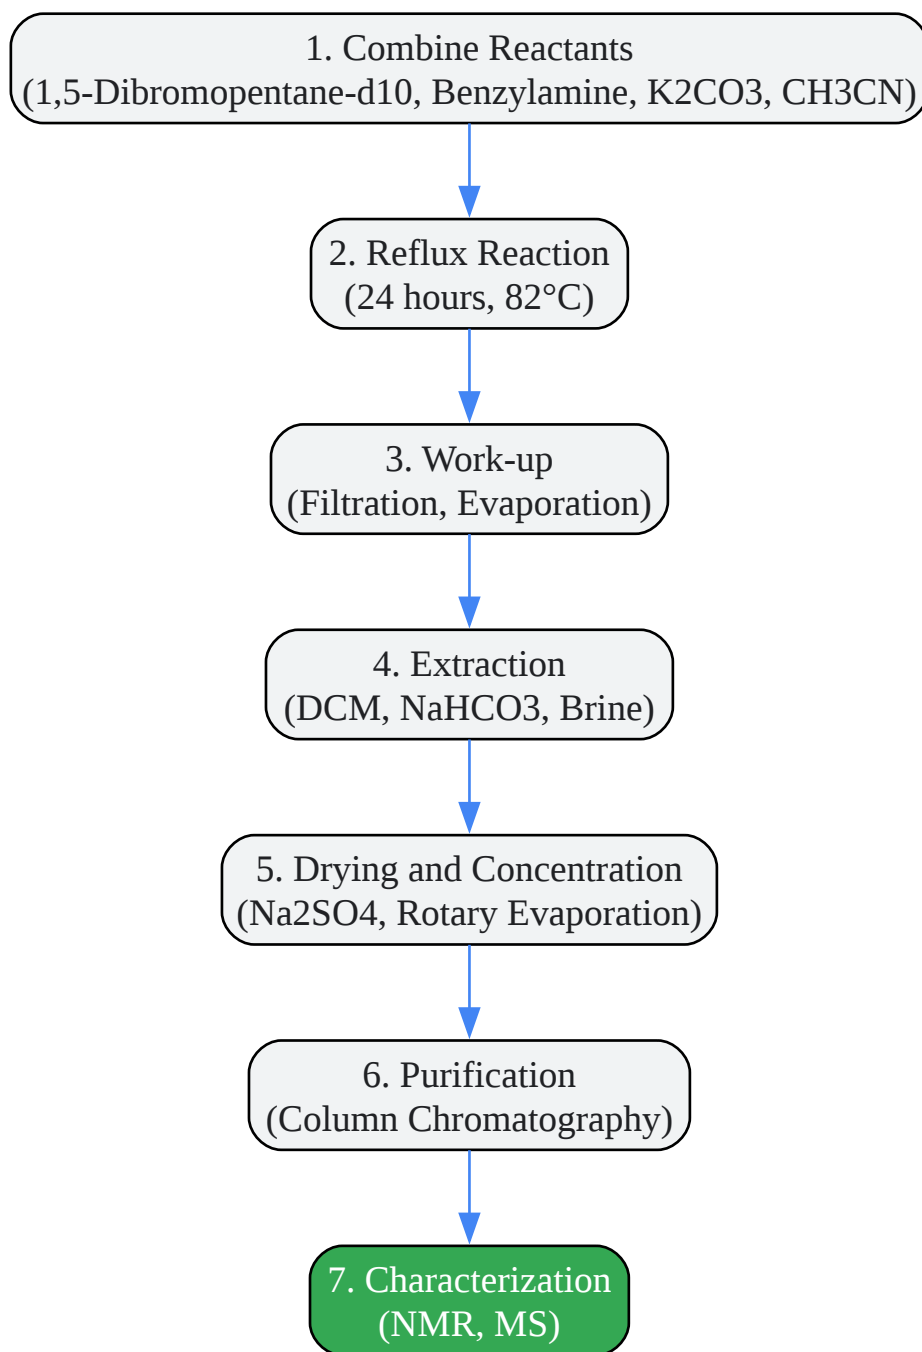 1. Combine Reactants
(1,5-Dibromopentane-d10, Benzylamine, K2CO3, CH3CN)
2. Reflux Reaction
(24 hours, 82°C)
3. Work-up
(Filtration, Evaporation)
4. Extraction
(DCM, NaHCO3, Brine)
5. Drying and Concentration
(Na2SO4, Rotary Evaporation)
6. Purification
(Column Chromatography)
7. Characterization
(NMR, MS)